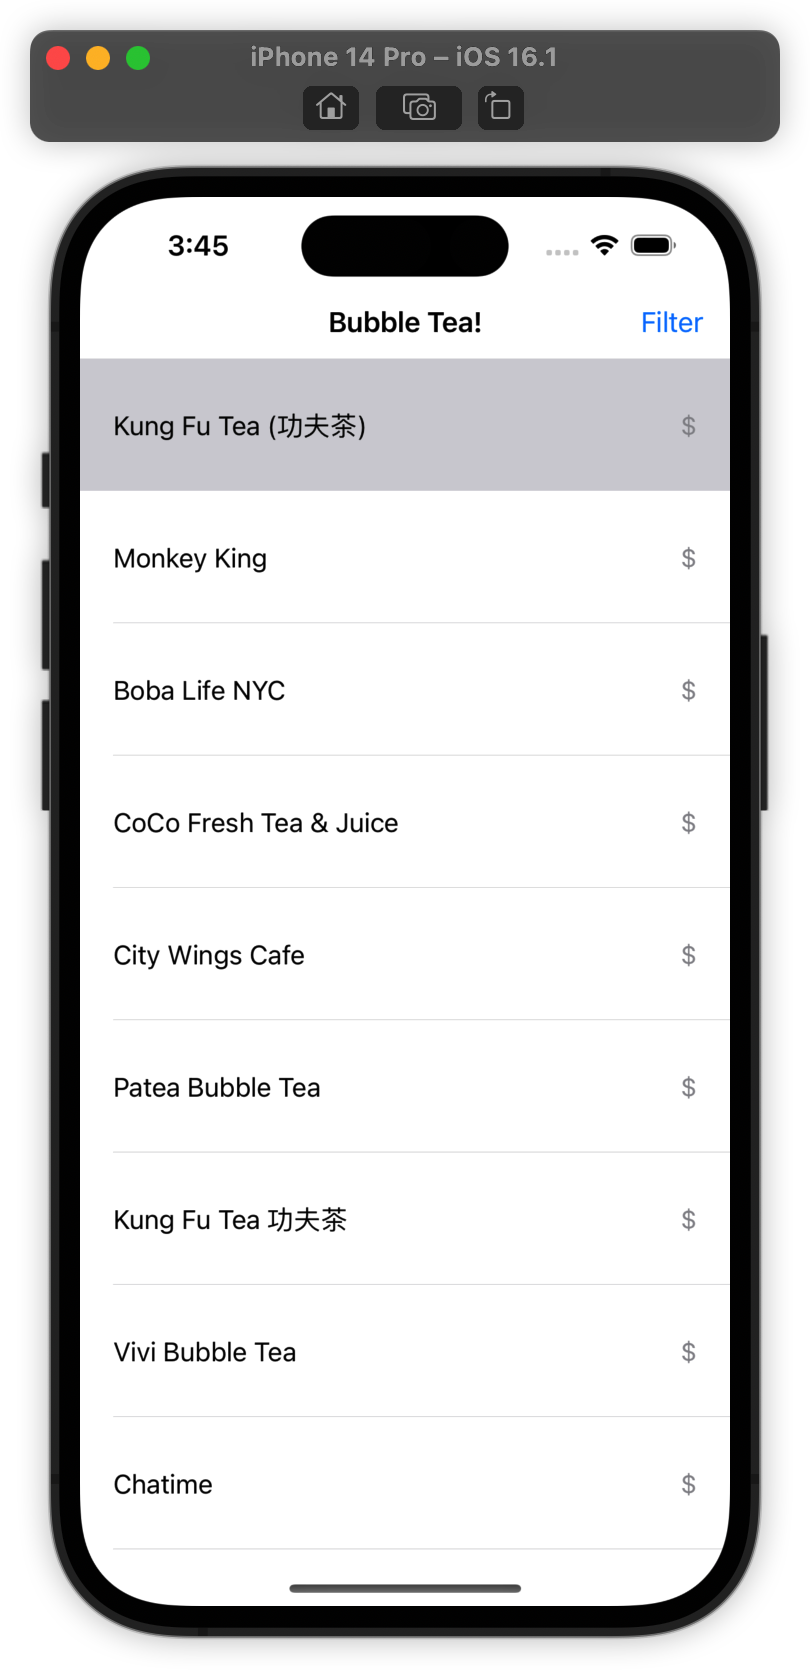 iPhone 14 Pro – iOS 16.1
3:45
Bubble Tea!
Filter
Kung Fu Tea (功夫茶) $
Monkey King $
Boba Life NYC $
CoCo Fresh Tea & Juice $
City Wings Cafe $
Patea Bubble Tea $
Kung Fu Tea 功夫茶 $
Vivi Bubble Tea $
Chatime $